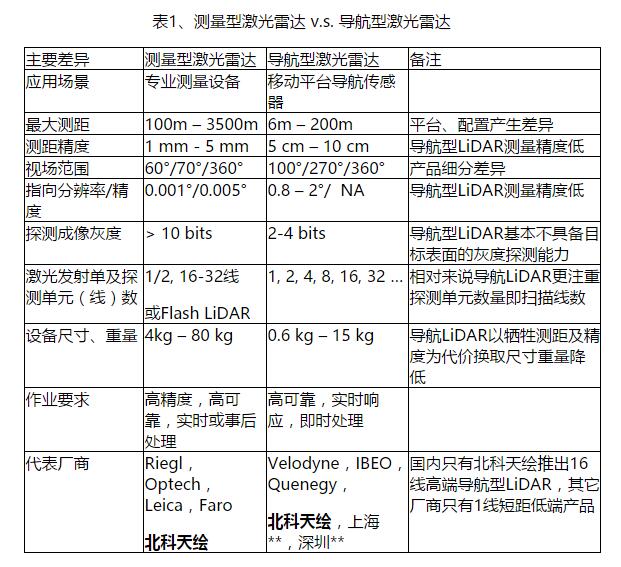 表1、测量型激光雷达 v.s. 导航型激光雷达
主要差异 测量型激光雷达 导航型激光雷达 备注
应用场景 专业测量设备 移动平台导航传感
器
最大测距 100m – 3500m 6m – 200m 平台、配置产生差异
测距精度 1 mm - 5 mm 5 cm – 10 cm 导航型LiDAR测量精度低
视场范围 60°/70°/360° 100°/270°/360° 产品细分差异
指向分辨率/精 0.001°/0.005° 0.8 – 2°/ NA 导航型LiDAR测量精度低
度
探测成像灰度 > 10 bits 2-4 bits 导航型LiDAR基本不具备目
标表面的灰度探测能力
激光发射单及探 1/2, 16-32线 1, 2, 4, 8, 16, 32 ... 相对来说导航LiDAR更注重
测单元（线）数 或Flash LiDAR 探测单元数量即扫描线数
设备尺寸、重量 4kg – 80 kg 0.6 kg – 15 kg 导航LiDAR以牺牲测距及精
度为代价换取尺寸重量降
低
作业要求 高精度，高可 高可靠，实时响
靠，实时或事后 应，即时处理
处理
代表厂商 Riegl， Velodyne，IBEO， 国内只有北科天绘推出16
Optech， Quenegy， 线高端导航型LiDAR，其它
Leica，Faro 北科天绘，上海 厂商只有1线短距低端产品
北科天绘 **，深圳**